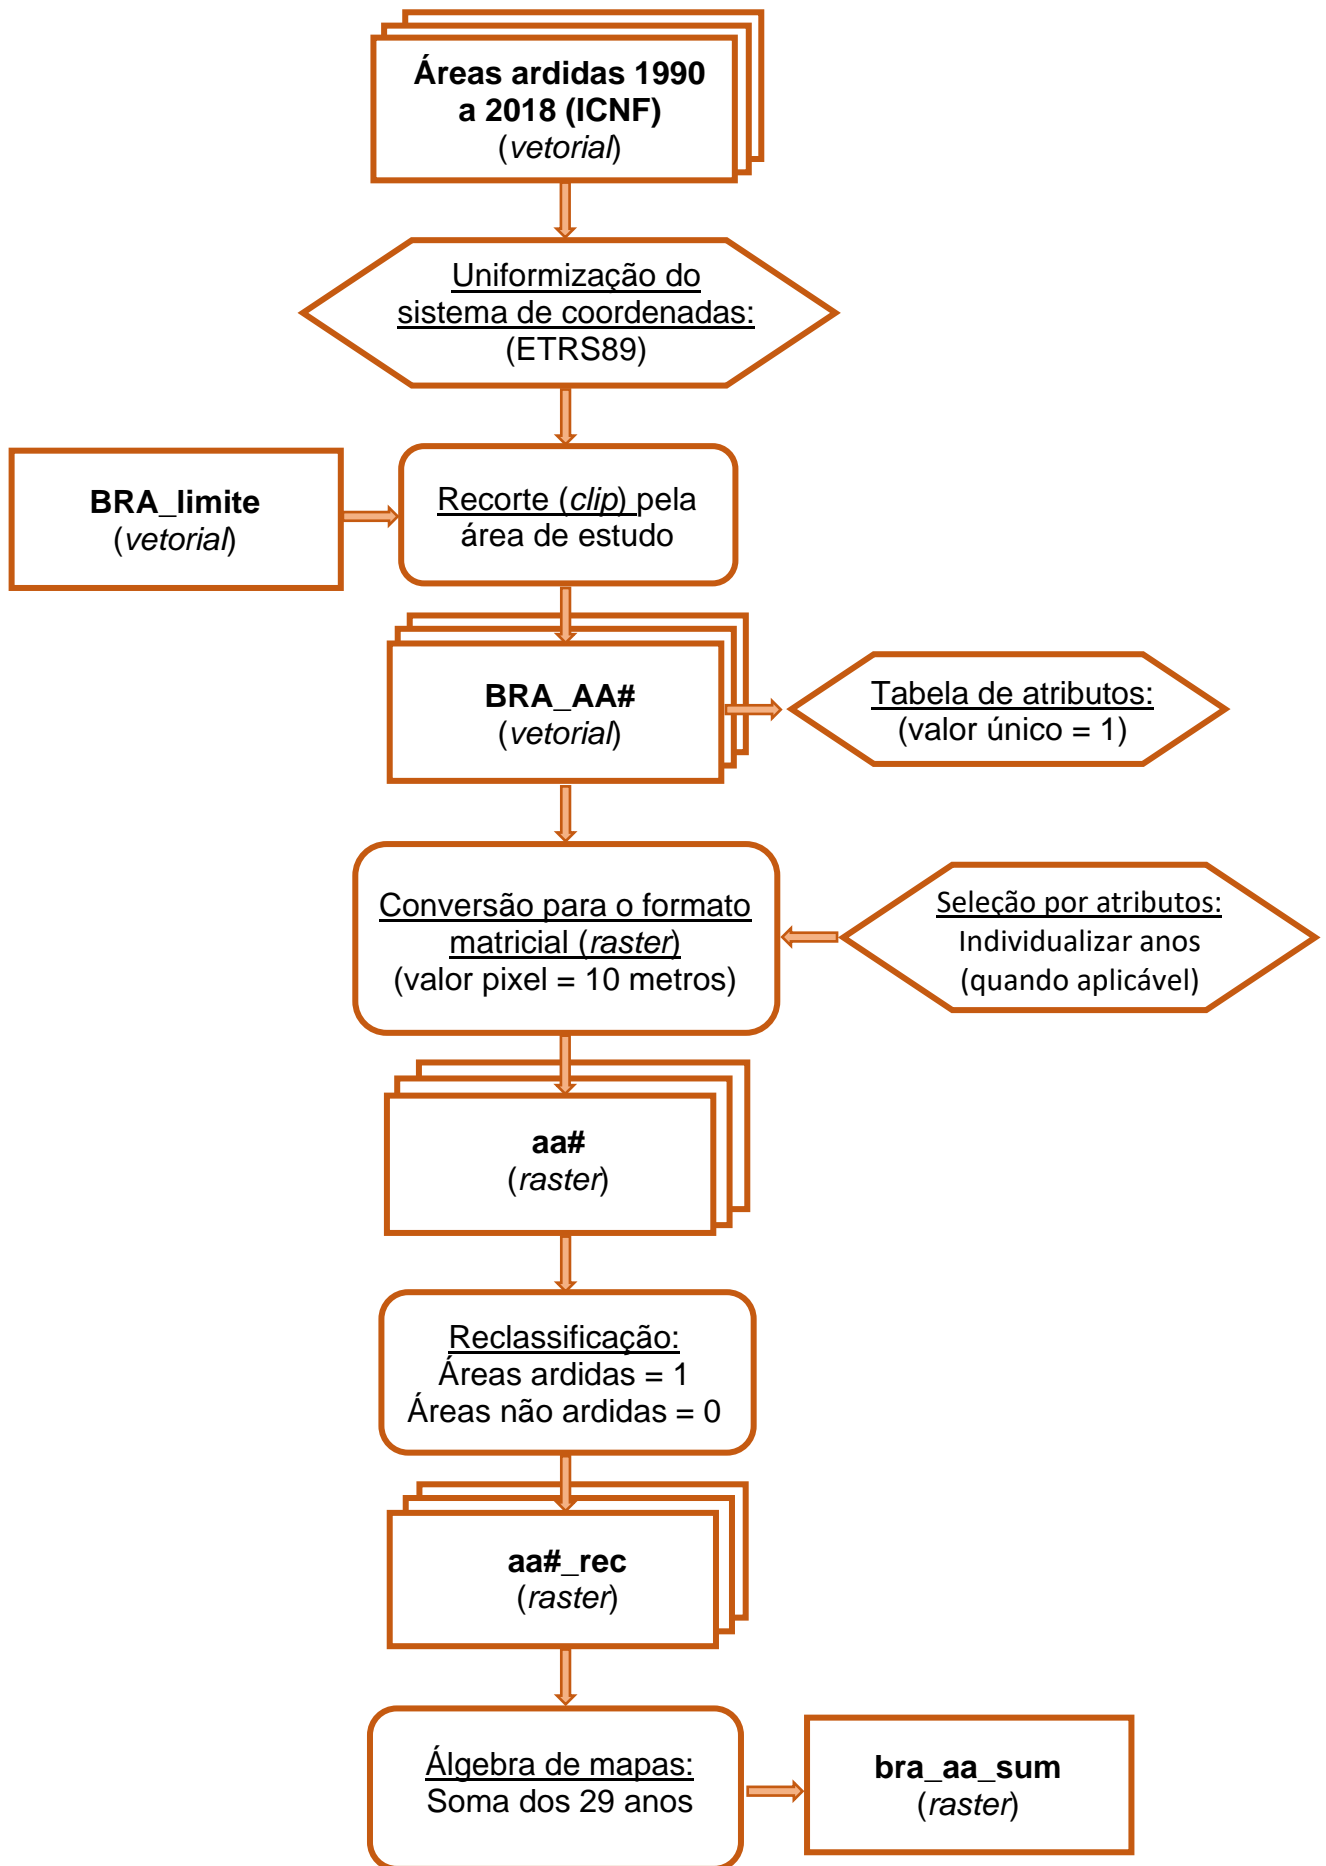 Áreas ardidas 1990
a 2018 (ICNF)
(vetorial)
Uniformização do
sistema de coordenadas:
(ETRS89)
BRA_limite
(vetorial)
Recorte (clip) pela
área de estudo
BRA_AA#
(vetorial)
Tabela de atributos:
(valor único = 1)
Conversão para o formato
matricial (raster)
(valor pixel = 10 metros)
Seleção por atributos:
Individualizar anos
(quando aplicável)
aa#
(raster)
Reclassificação:
Áreas ardidas = 1
Áreas não ardidas = 0
aa#_rec
(raster)
Álgebra de mapas:
Soma dos 29 anos
bra_aa_sum
(raster)